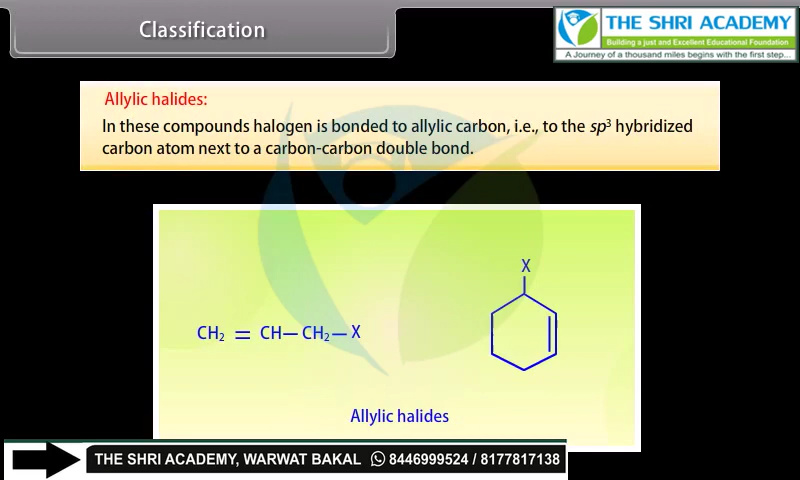 Classification
THE SHRI ACADEMY
Building a just and Excellent Educational Foundation
A Journey of a thousand miles begins with the first step...
Allylic halides:
In these compounds halogen is bonded to allylic carbon, i.e., to the sp³ hybridized
carbon atom next to a carbon-carbon double bond.
X
CH₂ = CH — CH₂ — X
Allylic halides
THE SHRI ACADEMY, WARWAT BAKAL 8446999524 / 8177817138